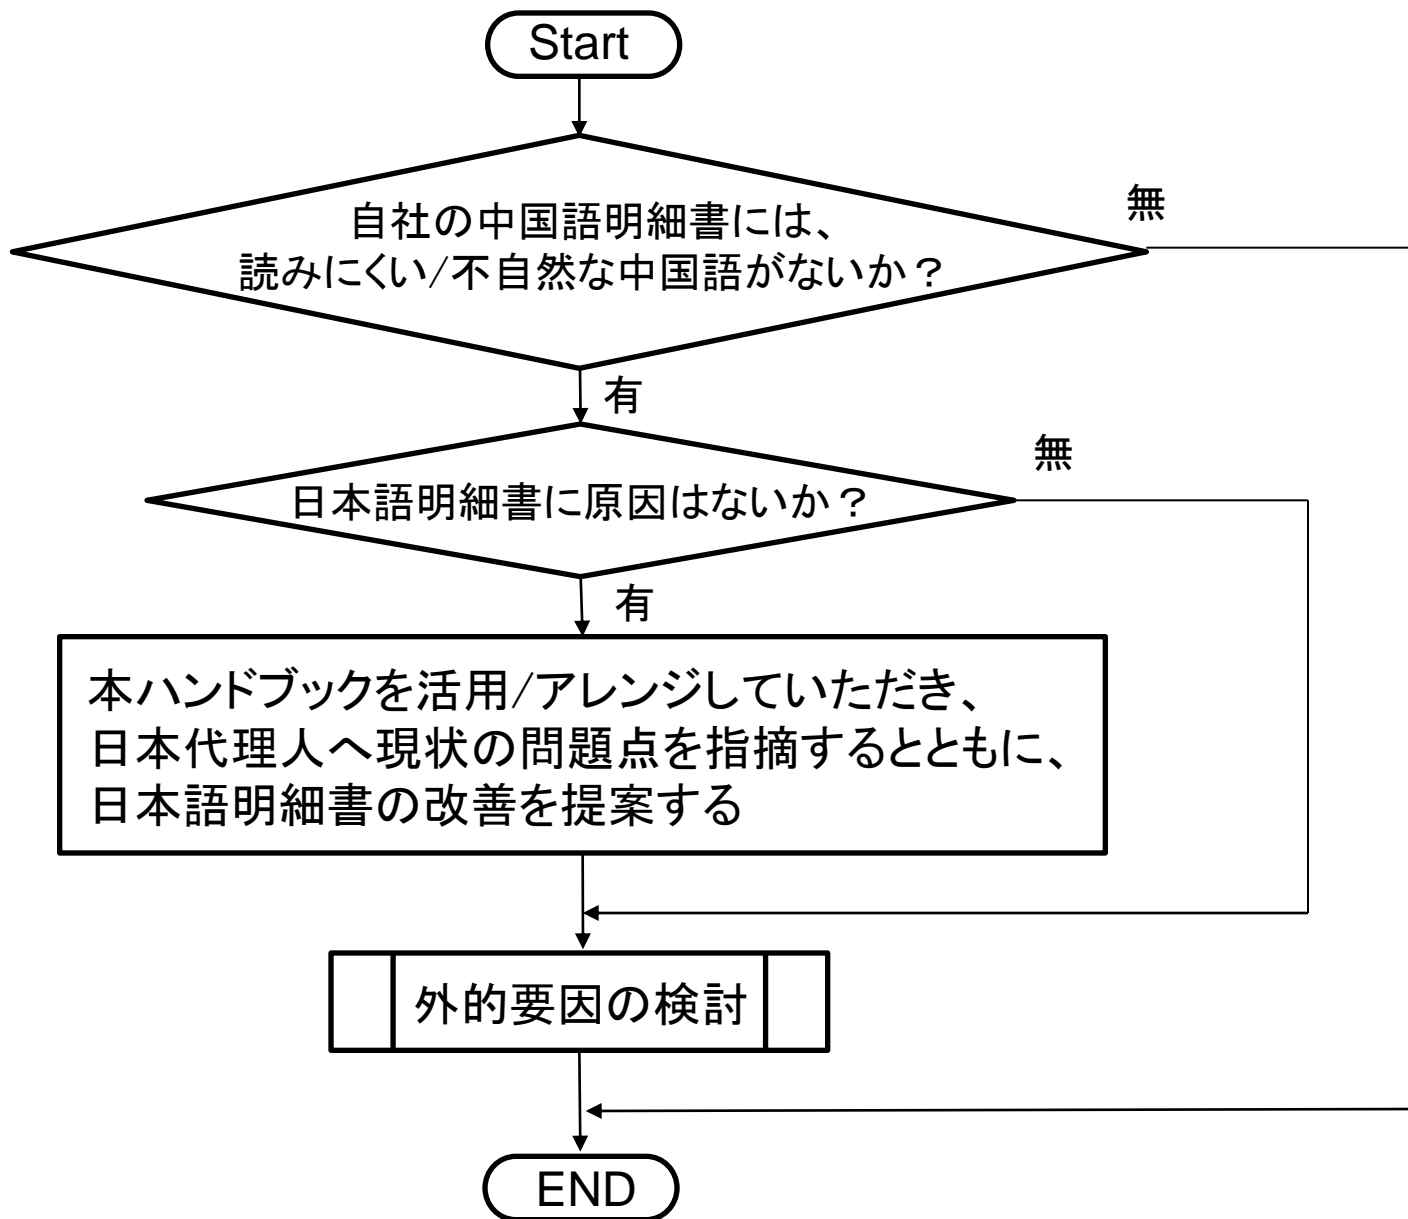 Start
自社の中国語明細書には、
読みにくい/不自然な中国語がないか？
無
有
日本語明細書に原因はないか？
無
有
本ハンドブックを活用/アレンジしていただき、
日本代理人へ現状の問題点を指摘するとともに、
日本語明細書の改善を提案する
外的要因の検討
END